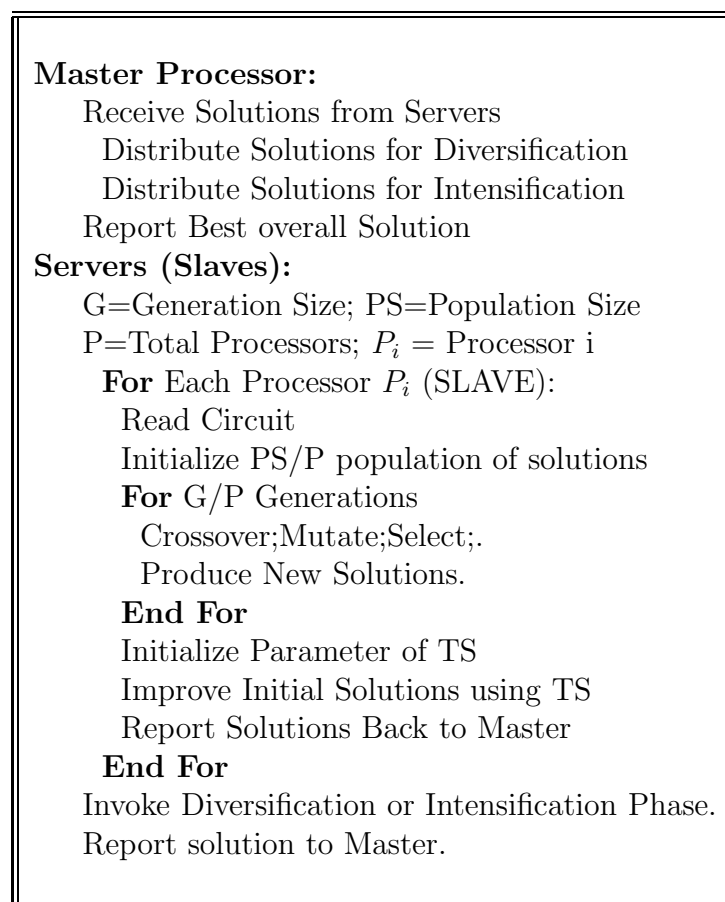 Master Processor:
Receive Solutions from Servers
Distribute Solutions for Diversification
Distribute Solutions for Intensification
Report Best overall Solution
Servers (Slaves):
G=Generation Size; PS=Population Size
P=Total Processors; P_i = Processor i
For Each Processor P_i (SLAVE):
Read Circuit
Initialize PS/P population of solutions
For G/P Generations
Crossover;Mutate;Select;.
Produce New Solutions.
End For
Initialize Parameter of TS
Improve Initial Solutions using TS
Report Solutions Back to Master
End For
Invoke Diversification or Intensification Phase.
Report solution to Master.